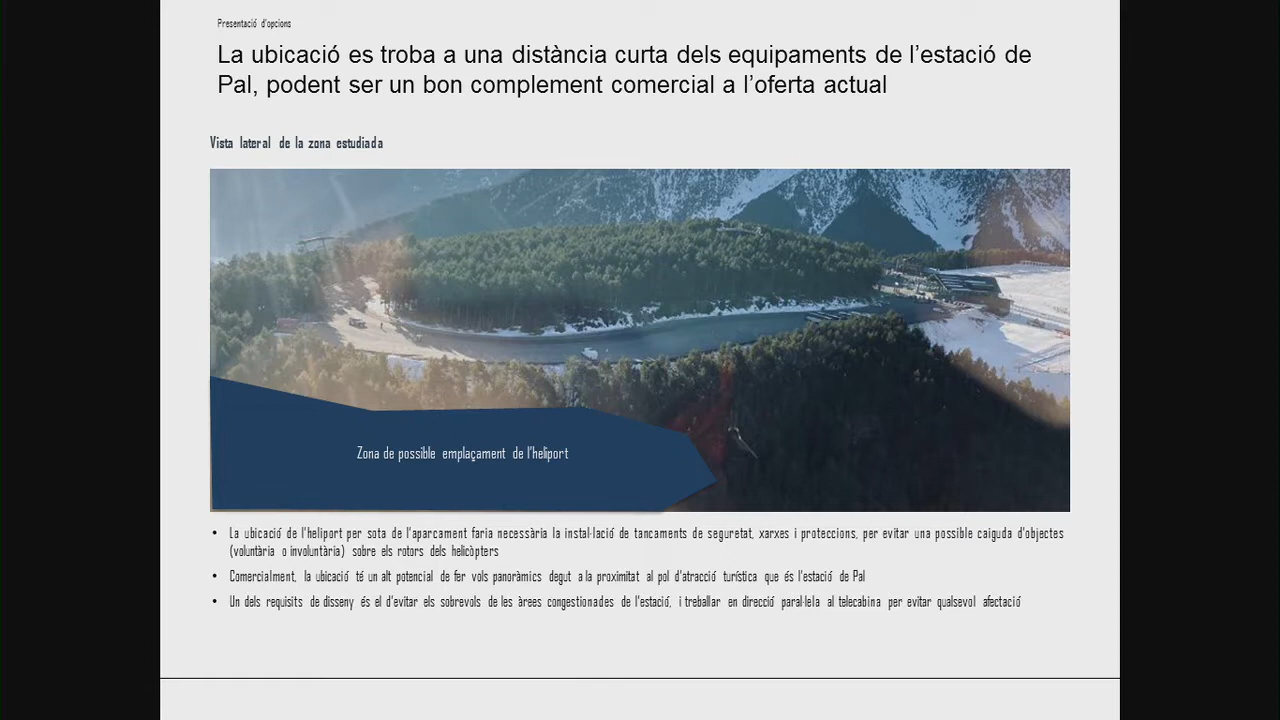 Presentació d'opcions
La ubicació es troba a una distància curta dels equipaments de l'estació de
Pal, podent ser un bon complement comercial a l'oferta actual
Vista lateral de la zona estudiada
Zona de possible emplaçament de l'heliport
• La ubicació de l'heliport per sota de l'aparcament faria necessària la instal·lació de tancaments de seguretat, xarxes i proteccions, per evitar una possible caiguda d'objectes
(voluntària o involuntària) sobre els rotors dels helicòpters
• Comercialment, la ubicació té un alt potencial de fer vols panoràmics degut a la proximitat al pol d'atracció turística que és l'estació de Pal
• Un dels requisits de disseny és el d'evitar els sobrevols de les àrees congestionades de l'estació, i treballar en direcció paral·lela al telecabina per evitar qualsevol afectació